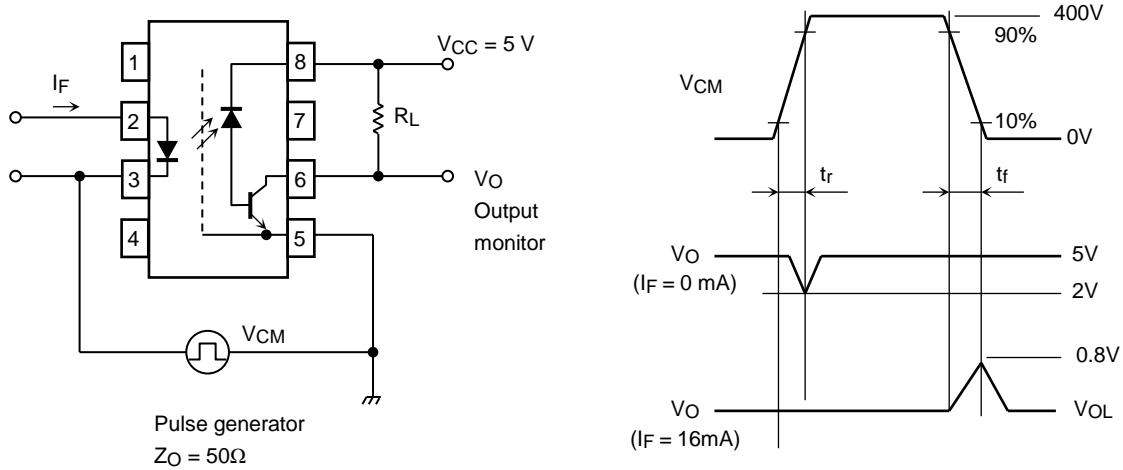 VCC = 5 V
IF
1
2
3
4
8
7
6
5
RL
VO
Output
monitor
VCM
Pulse generator
ZO = 50Ω
VCM
400V
90%
10%
0V
tr
tf
VO
(IF = 0 mA)
5V
2V
0.8V
VO
(IF = 16mA)
VOL